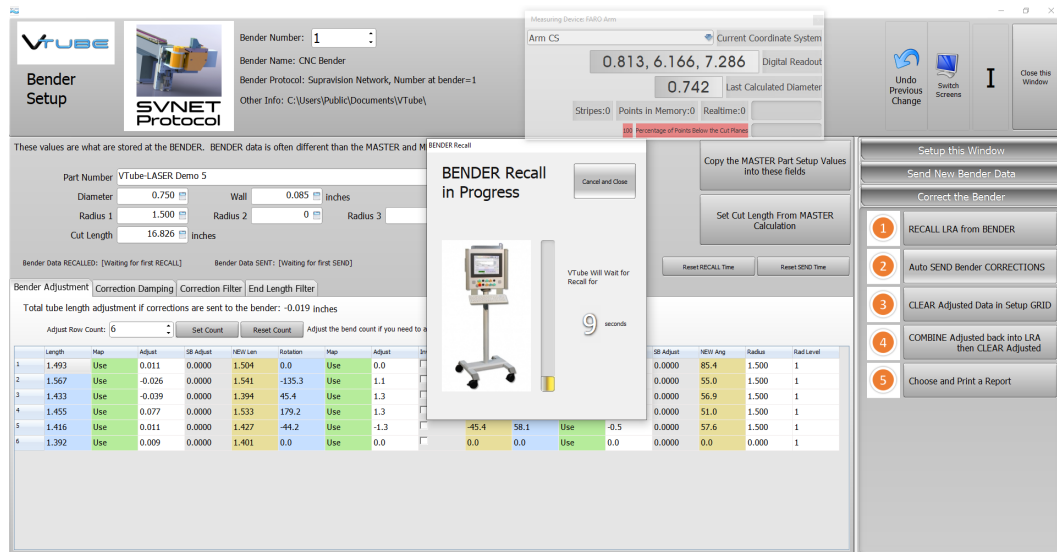 VTUBE
Bender
Setup
SVNET
Protocol
Bender Number: 1
Bender Name: CNC Bender
Bender Protocol: Supravision Network, Number at bender=1
Other Info: C:\Users\Public\Documents\VTube\
Measuring Device: FARO Arm
Arm CS Current Coordinate System
0.813, 6.166, 7.286 Digital Readout
0.742 Last Calculated Diameter
Stripes:0 Points in Memory:0 Realtime:0
100 Percentage of Points Below the Cut Planes
Undo
Previous
Change
Switch
Screens
I
Close this
Window
These values are what are stored at the BENDER. BENDER data is often different than the MASTER and M
Part Number VTube-LASER Demo 5
Diameter 0.750 Wall 0.085 inches
Radius 1 1.500 Radius 2 0 Radius 3
Cut Length 16.826 inches
Bender Data RECALLED: [Waiting for first RECALL] Bender Data SENT: [Waiting for first SEND]
BENDER Recall
BENDER Recall
in Progress
Cancel and Close
VTube Will Wait for
Recall for
9 seconds
Copy the MASTER Part Setup Values
into these fields
Set Cut Length From MASTER
Calculation
Reset RECALL Time Reset SEND Time
Setup this Window
Send New Bender Data
Correct the Bender
1 RECALL LRA from BENDER
2 Auto SEND Bender CORRECTIONS
3 CLEAR Adjusted Data in Setup GRID
4 COMBINE Adjusted back into LRA
then CLEAR Adjusted
5 Choose and Print a Report
Bender Adjustment Correction Damping Correction Filter End Length Filter
Total tube length adjustment if corrections are sent to the bender: -0.019 inches
Adjust Row Count: 6 Set Count Reset Count Adjust the bend count if you need to a
Length Map Adjust SB Adjust NEW Len Rotation Map Adjust Inv SB Adjust NEW Ang Radius Rad Level
1 1.493 Use 0.011 0.0000 1.504 0.0 Use 0.0 0.0000 85.4 1.500 1
2 1.567 Use -0.026 0.0000 1.541 -135.3 Use 1.1 0.0000 55.0 1.500 1
3 1.433 Use -0.039 0.0000 1.394 45.4 Use 1.3 0.0000 56.9 1.500 1
4 1.455 Use 0.077 0.0000 1.533 179.2 Use 1.3 0.0000 51.0 1.500 1
5 1.416 Use 0.011 0.0000 1.427 -44.2 Use -1.3 -45.4 58.1 Use -0.5 0.0000 57.6 1.500 1
6 1.392 Use 0.009 0.0000 1.401 0.0 Use 0.0 0.0 0.0 Use 0.0 0.0000 0.0 0.000 1